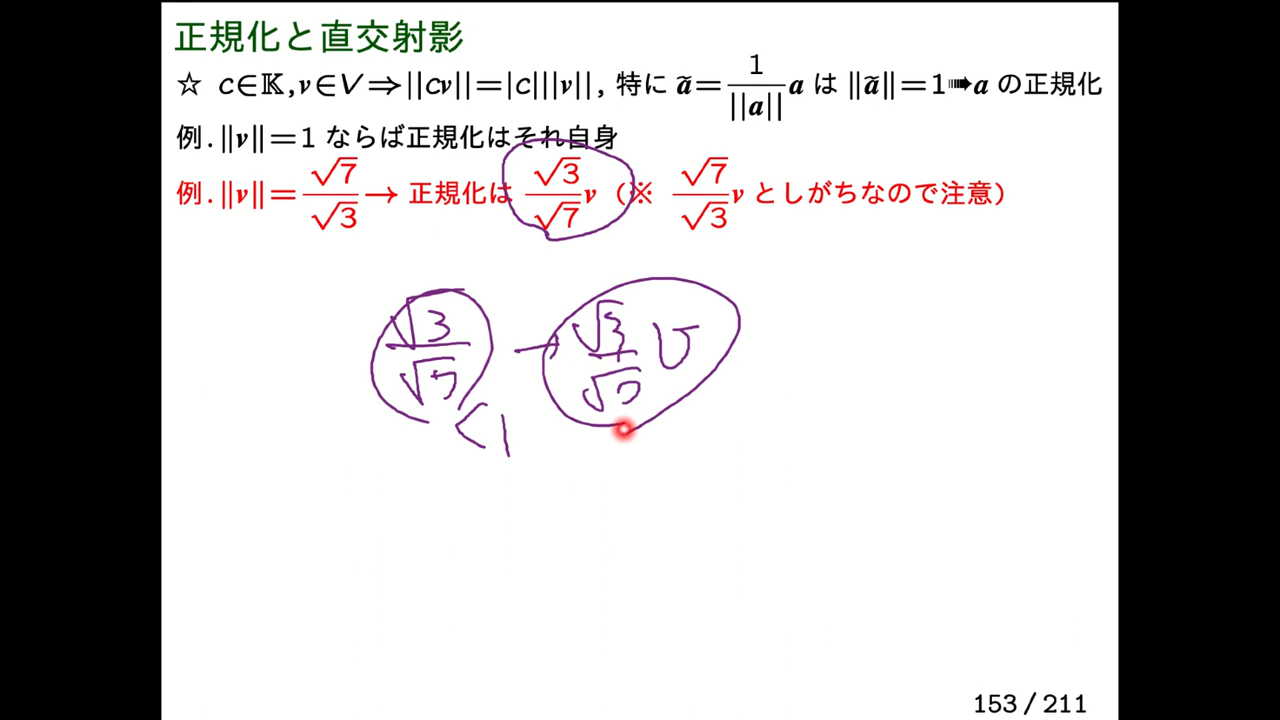 正規化と直交射影
☆ c∈𝕂,v∈V⇒||cv||=|c|||v||, 特に ã=1/||a|| a は ‖ã‖=1➠a の正規化
例.‖v‖=1 ならば正規化はそれ自身
例.‖v‖=√7/√3→ 正規化は √3/√7 v (※ √7/√3 v としがちなので注意)
√3/√7 <1 → √3/√7 v
153 / 211